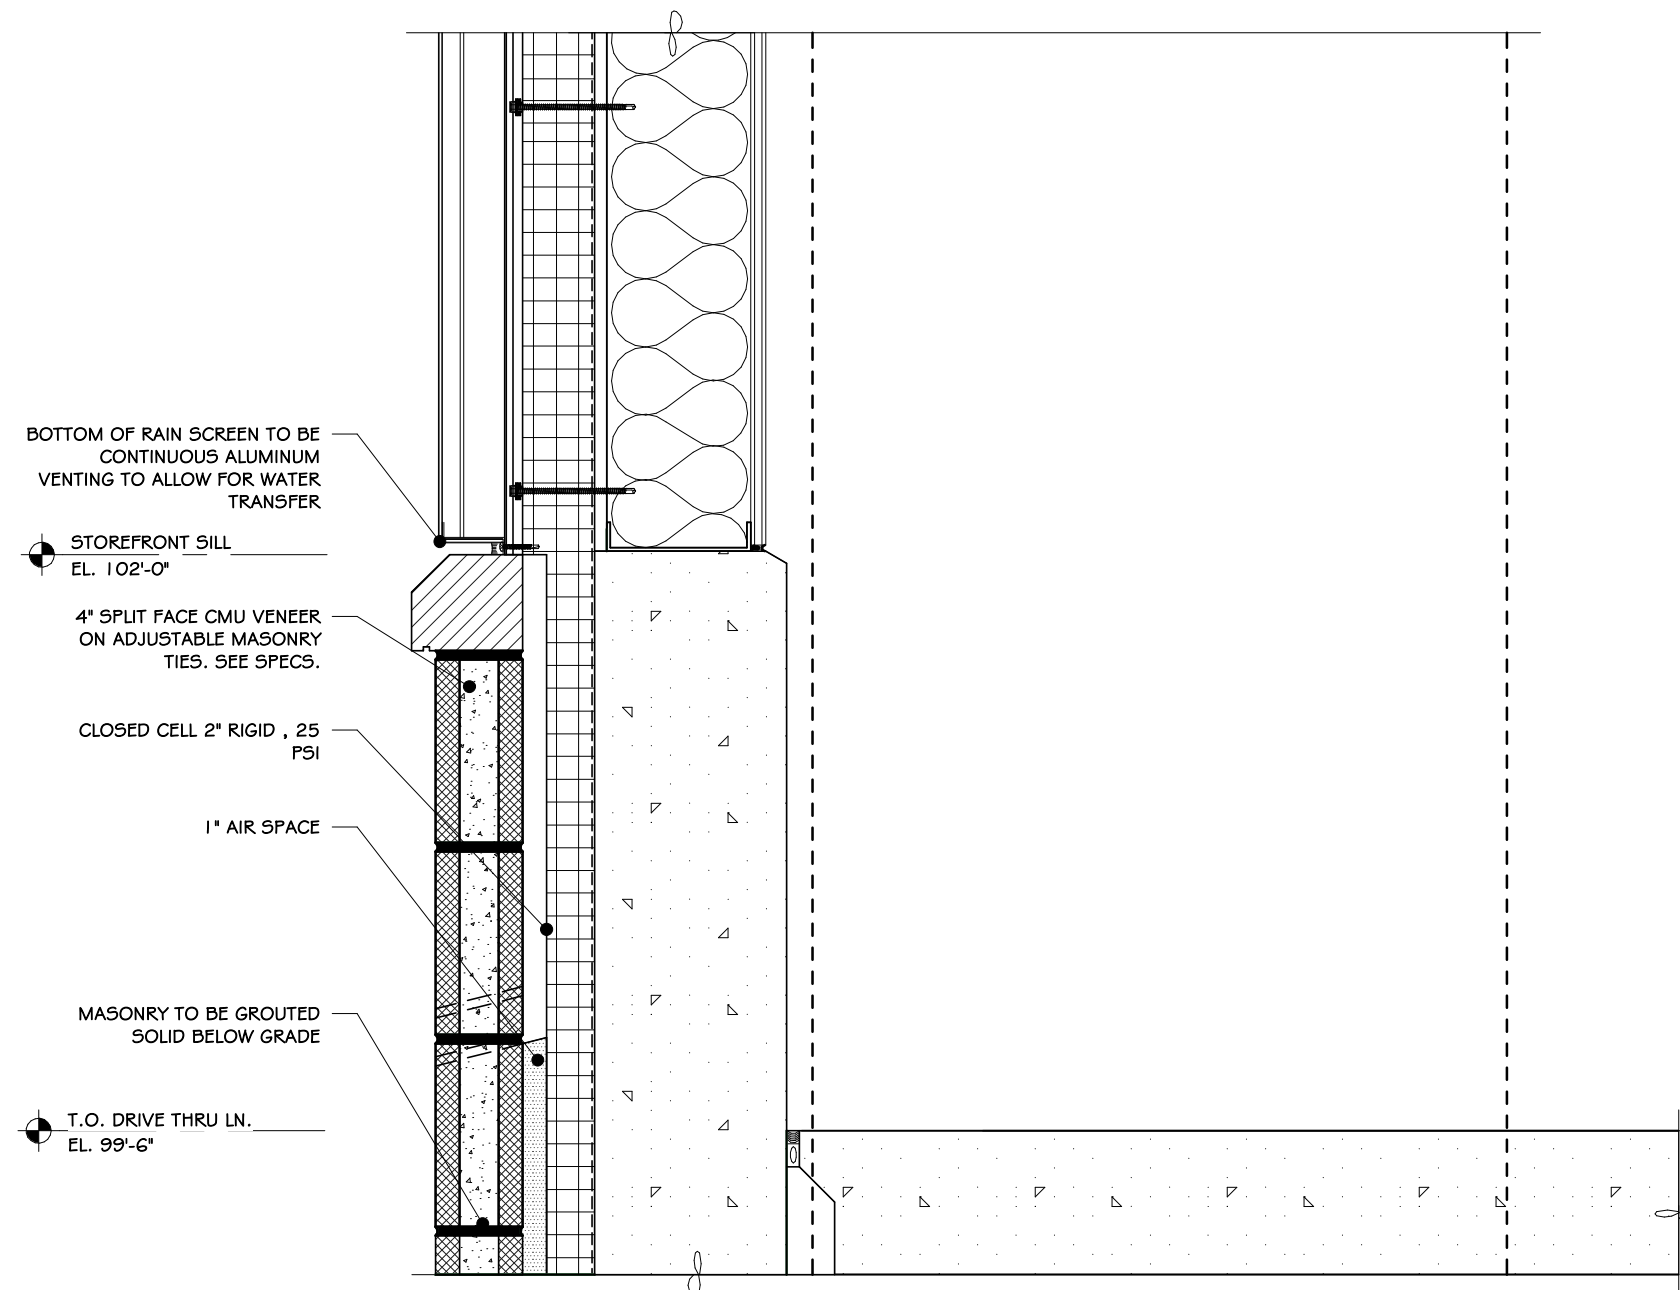 BOTTOM OF RAIN SCREEN TO BE
CONTINUOUS ALUMINUM
VENTING TO ALLOW FOR WATER
TRANSFER
STOREFRONT SILL
EL. 102'-0"
4" SPLIT FACE CMU VENEER
ON ADJUSTABLE MASONRY
TIES. SEE SPECS.
CLOSED CELL 2" RIGID , 25
PSI
1" AIR SPACE
MASONRY TO BE GROUTED
SOLID BELOW GRADE
T.O. DRIVE THRU LN.
EL. 99'-6"